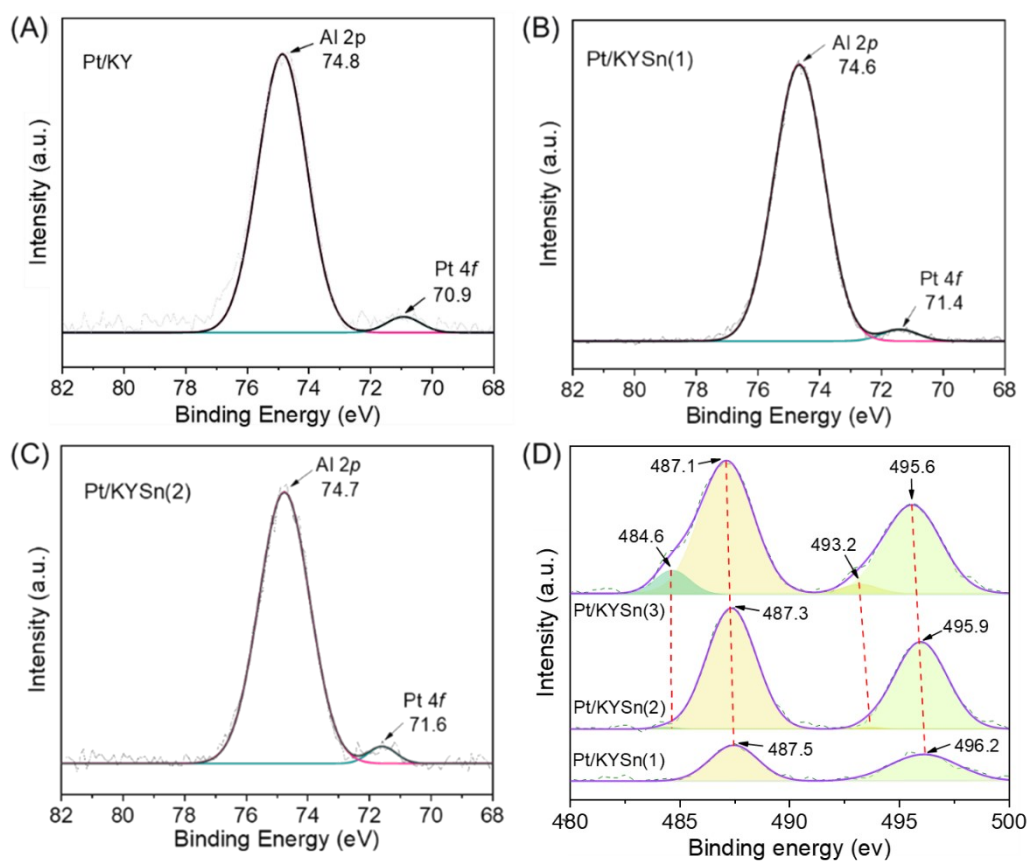 (A)
Pt/KY
Al 2p
74.8
Pt 4f
70.9
Intensity (a.u.)
82 80 78 76 74 72 70 68
Binding Energy (eV)
(B)
Pt/KYSn(1)
Al 2p
74.6
Pt 4f
71.4
Intensity (a.u.)
82 80 78 76 74 72 70 68
Binding Energy (eV)
(C)
Pt/KYSn(2)
Al 2p
74.7
Pt 4f
71.6
Intensity (a.u.)
82 80 78 76 74 72 70 68
Binding Energy (eV)
(D)
487.1
495.6
484.6
493.2
Pt/KYSn(3)
487.3
495.9
Pt/KYSn(2)
487.5
496.2
Pt/KYSn(1)
Intensity (a.u.)
480 485 490 495 500
Binding energy (ev)